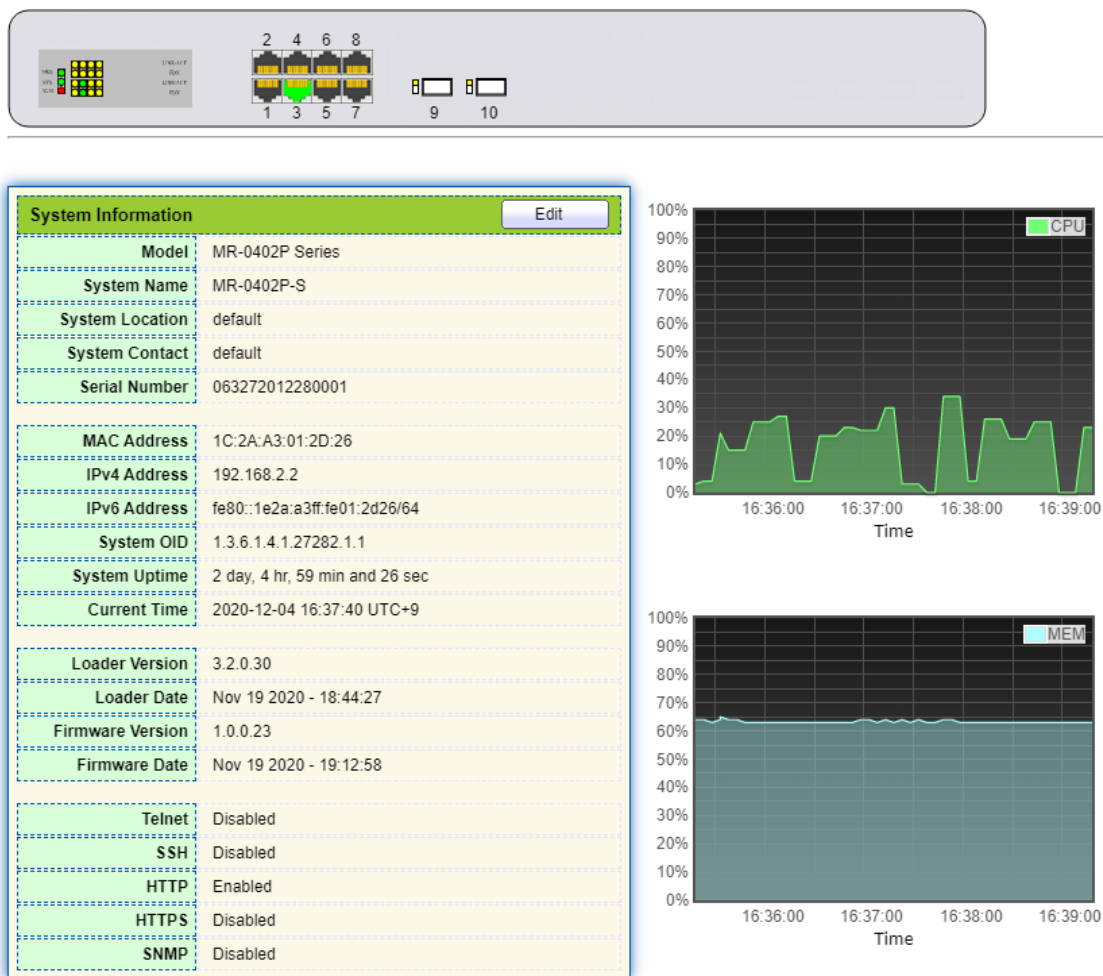 2 4 6 8
1 3 5 7
9 10
System Information
Edit
Model MR-0402P Series
System Name MR-0402P-S
System Location default
System Contact default
Serial Number 063272012280001
MAC Address 1C:2A:A3:01:2D:26
IPv4 Address 192.168.2.2
IPv6 Address fe80::1e2a:a3ff:fe01:2d26/64
System OID 1.3.6.1.4.1.27282.1.1
System Uptime 2 day, 4 hr, 59 min and 26 sec
Current Time 2020-12-04 16:37:40 UTC+9
Loader Version 3.2.0.30
Loader Date Nov 19 2020 - 18:44:27
Firmware Version 1.0.0.23
Firmware Date Nov 19 2020 - 19:12:58
Telnet Disabled
SSH Disabled
HTTP Enabled
HTTPS Disabled
SNMP Disabled
100%
CPU
90%
80%
70%
60%
50%
40%
30%
20%
10%
0%
16:36:00 16:37:00 16:38:00 16:39:00
Time
100%
MEM
90%
80%
70%
60%
50%
40%
30%
20%
10%
0%
16:36:00 16:37:00 16:38:00 16:39:00
Time